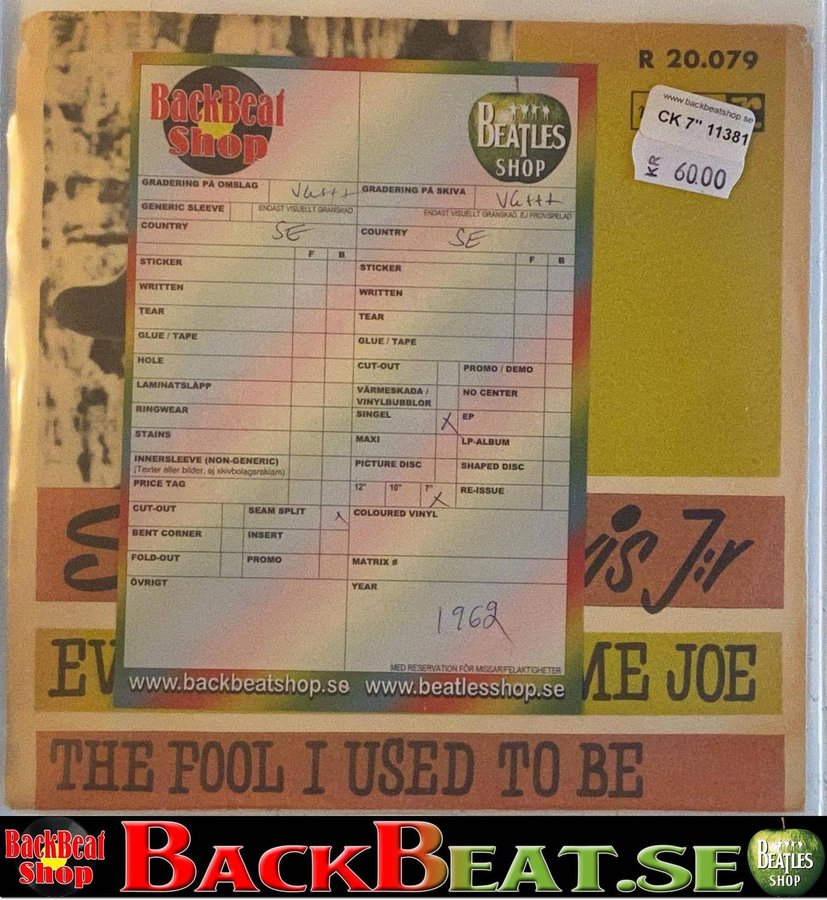 R 20.079
www.backbeatshop.se
CK 7" 11381
KR 60.00
BackBeat
Shop
BEATLES
SHOP
GRADERING PÅ OMSLAG VG+++
GRADERING PÅ SKIVA VG++
GENERIC SLEEVE ENDAST VISUELLT GRANSKAD
ENDAST VISUELLT GRANSKAD, EJ PROVSPELAD
COUNTRY SE
COUNTRY SE
F B
F B
STICKER
STICKER
WRITTEN
WRITTEN
TEAR
TEAR
GLUE / TAPE
GLUE / TAPE
HOLE
CUT-OUT PROMO / DEMO
LAMINATSLÄPP
VÄRMESKADA /
VINYLBUBBLOR
NO CENTER
RINGWEAR
SINGEL X EP
STAINS
MAXI LP-ALBUM
INNERSLEEVE (NON-GENERIC)
(Texter eller bilder, ej skivbolagsreklam)
PICTURE DISC SHAPED DISC
PRICE TAG
12" 10" 7" X RE-ISSUE
CUT-OUT SEAM SPLIT X
COLOURED VINYL
BENT CORNER INSERT
FOLD-OUT PROMO
MATRIX #
ÖVRIGT
YEAR
1962
MED RESERVATION FÖR MISSAR/FELAKTIGHETER
www.backbeatshop.se www.beatlesshop.se
S is J:r
EV ME JOE
THE FOOL I USED TO BE
BackBeat
Shop
BACKBEAT.SE
BEATLES
SHOP